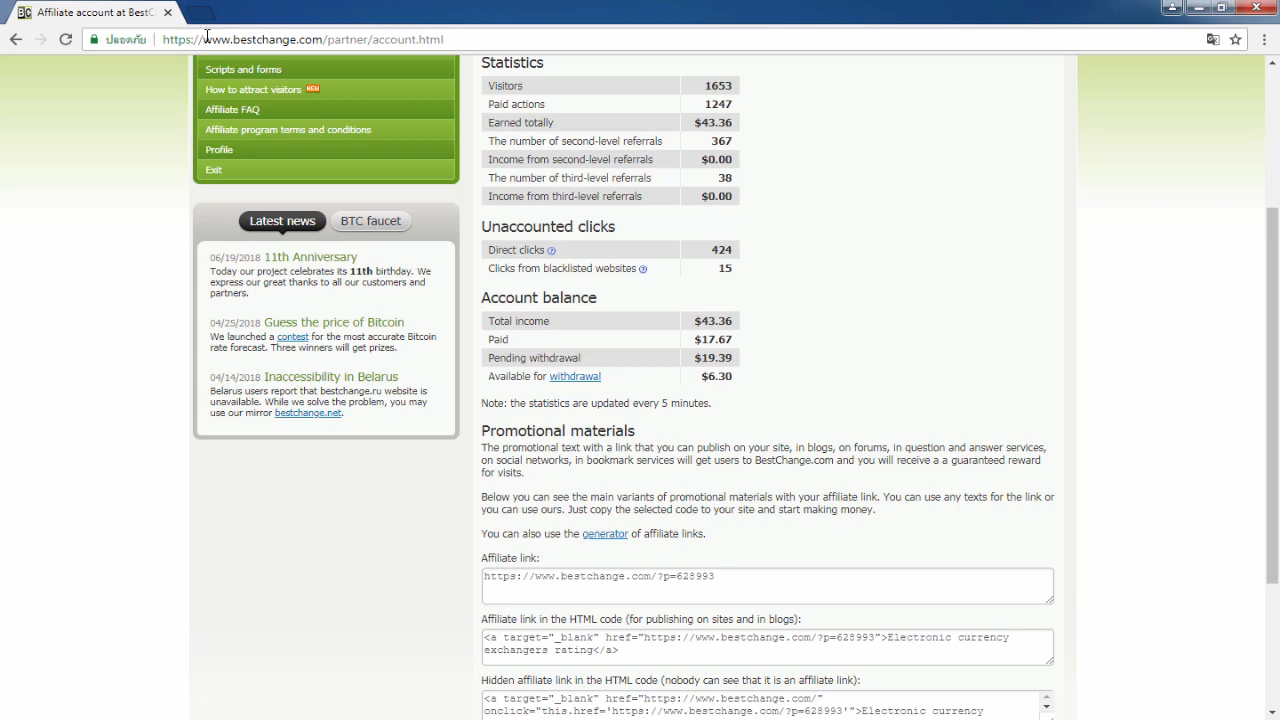 Affiliate account at BestC
ปลอดภัย
https://www.bestchange.com/partner/account.html
Scripts and forms
How to attract visitors NEW
Affiliate FAQ
Affiliate program terms and conditions
Profile
Exit
Latest news
BTC faucet
06/19/2018 11th Anniversary
Today our project celebrates its 11th birthday. We
express our great thanks to all our customers and
partners.
04/25/2018 Guess the price of Bitcoin
We launched a contest for the most accurate Bitcoin
rate forecast. Three winners will get prizes.
04/14/2018 Inaccessibility in Belarus
Belarus users report that bestchange.ru website is
unavailable. While we solve the problem, you may
use our mirror bestchange.net.
Statistics
Visitors 1653
Paid actions 1247
Earned totally $43.36
The number of second-level referrals 367
Income from second-level referrals $0.00
The number of third-level referrals 38
Income from third-level referrals $0.00
Unaccounted clicks
Direct clicks 424
Clicks from blacklisted websites 15
Account balance
Total income $43.36
Paid $17.67
Pending withdrawal $19.39
Available for withdrawal $6.30
Note: the statistics are updated every 5 minutes.
Promotional materials
The promotional text with a link that you can publish on your site, in blogs, on forums, in question and answer services,
on social networks, in bookmark services will get users to BestChange.com and you will receive a a guaranteed reward
for visits.
Below you can see the main variants of promotional materials with your affiliate link. You can use any texts for the link or
you can use ours. Just copy the selected code to your site and start making money.
You can also use the generator of affiliate links.
Affiliate link:
https://www.bestchange.com/?p=628993
Affiliate link in the HTML code (for publishing on sites and in blogs):
<a target="_blank" href="https://www.bestchange.com/?p=628993">Electronic currency
exchangers rating</a>
Hidden affiliate link in the HTML code (nobody can see that it is an affiliate link):
<a target="_blank" href="https://www.bestchange.com/"
onclick="this.href='https://www.bestchange.com/?p=628993'">Electronic currency